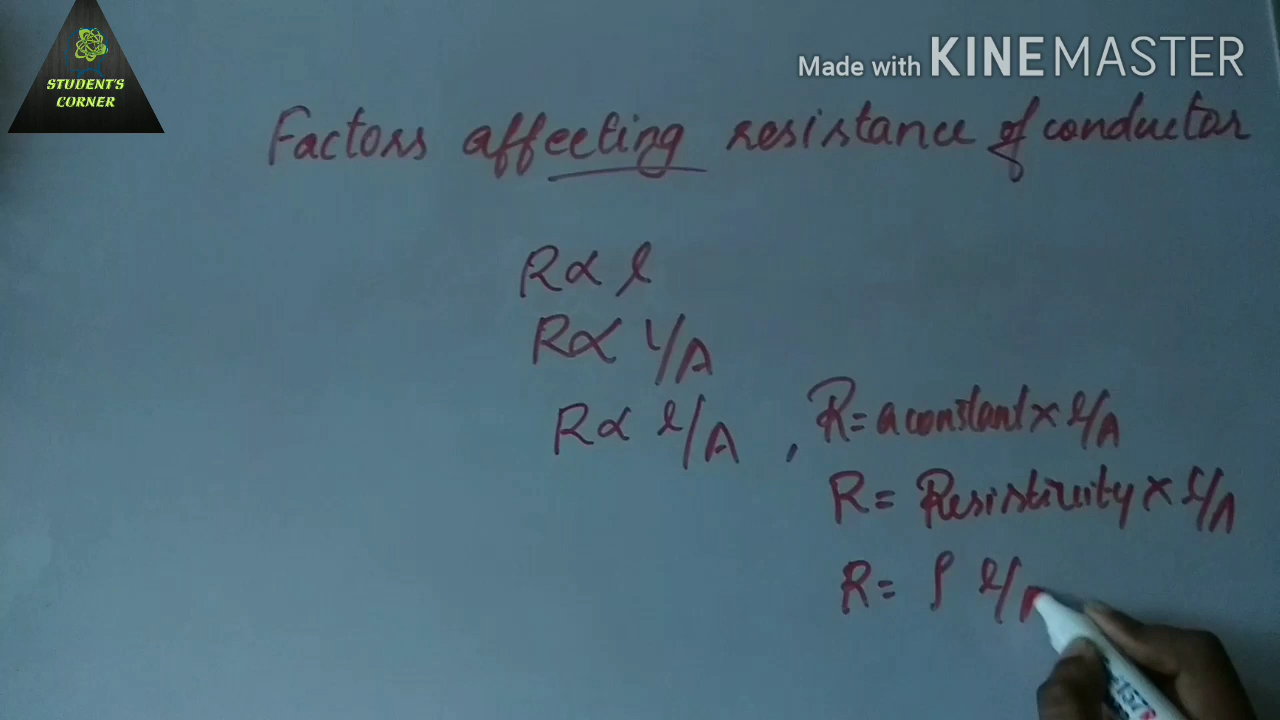 STUDENT'S
CORNER
Made with KINEMASTER
Factors affecting resistance of conductor
R∝ l
R∝ 1/A
R∝ l/A , R= a constant × l/A
R= Resistivity × l/A
R= ρ l/A